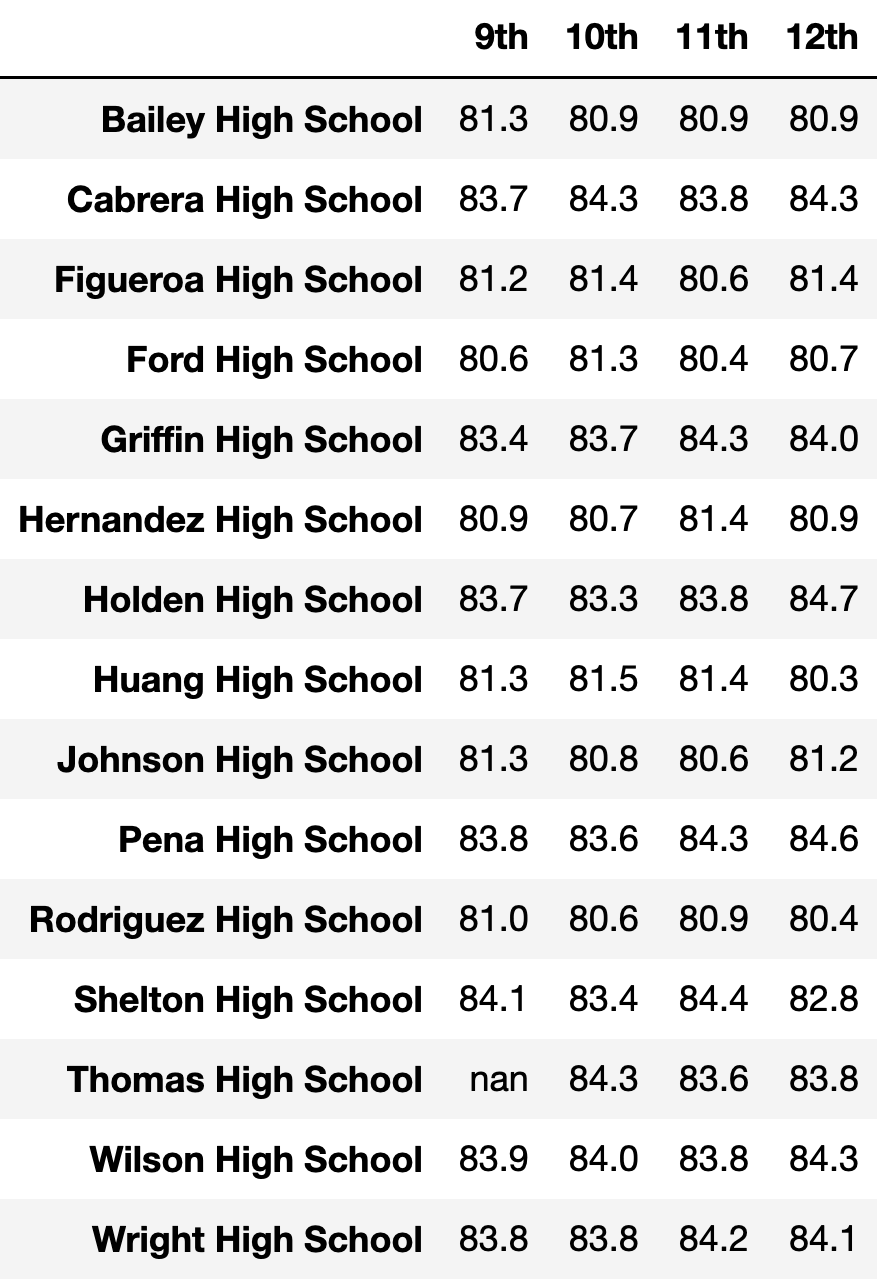 9th 10th 11th 12th
Bailey High School 81.3 80.9 80.9 80.9
Cabrera High School 83.7 84.3 83.8 84.3
Figueroa High School 81.2 81.4 80.6 81.4
Ford High School 80.6 81.3 80.4 80.7
Griffin High School 83.4 83.7 84.3 84.0
Hernandez High School 80.9 80.7 81.4 80.9
Holden High School 83.7 83.3 83.8 84.7
Huang High School 81.3 81.5 81.4 80.3
Johnson High School 81.3 80.8 80.6 81.2
Pena High School 83.8 83.6 84.3 84.6
Rodriguez High School 81.0 80.6 80.9 80.4
Shelton High School 84.1 83.4 84.4 82.8
Thomas High School nan 84.3 83.6 83.8
Wilson High School 83.9 84.0 83.8 84.3
Wright High School 83.8 83.8 84.2 84.1